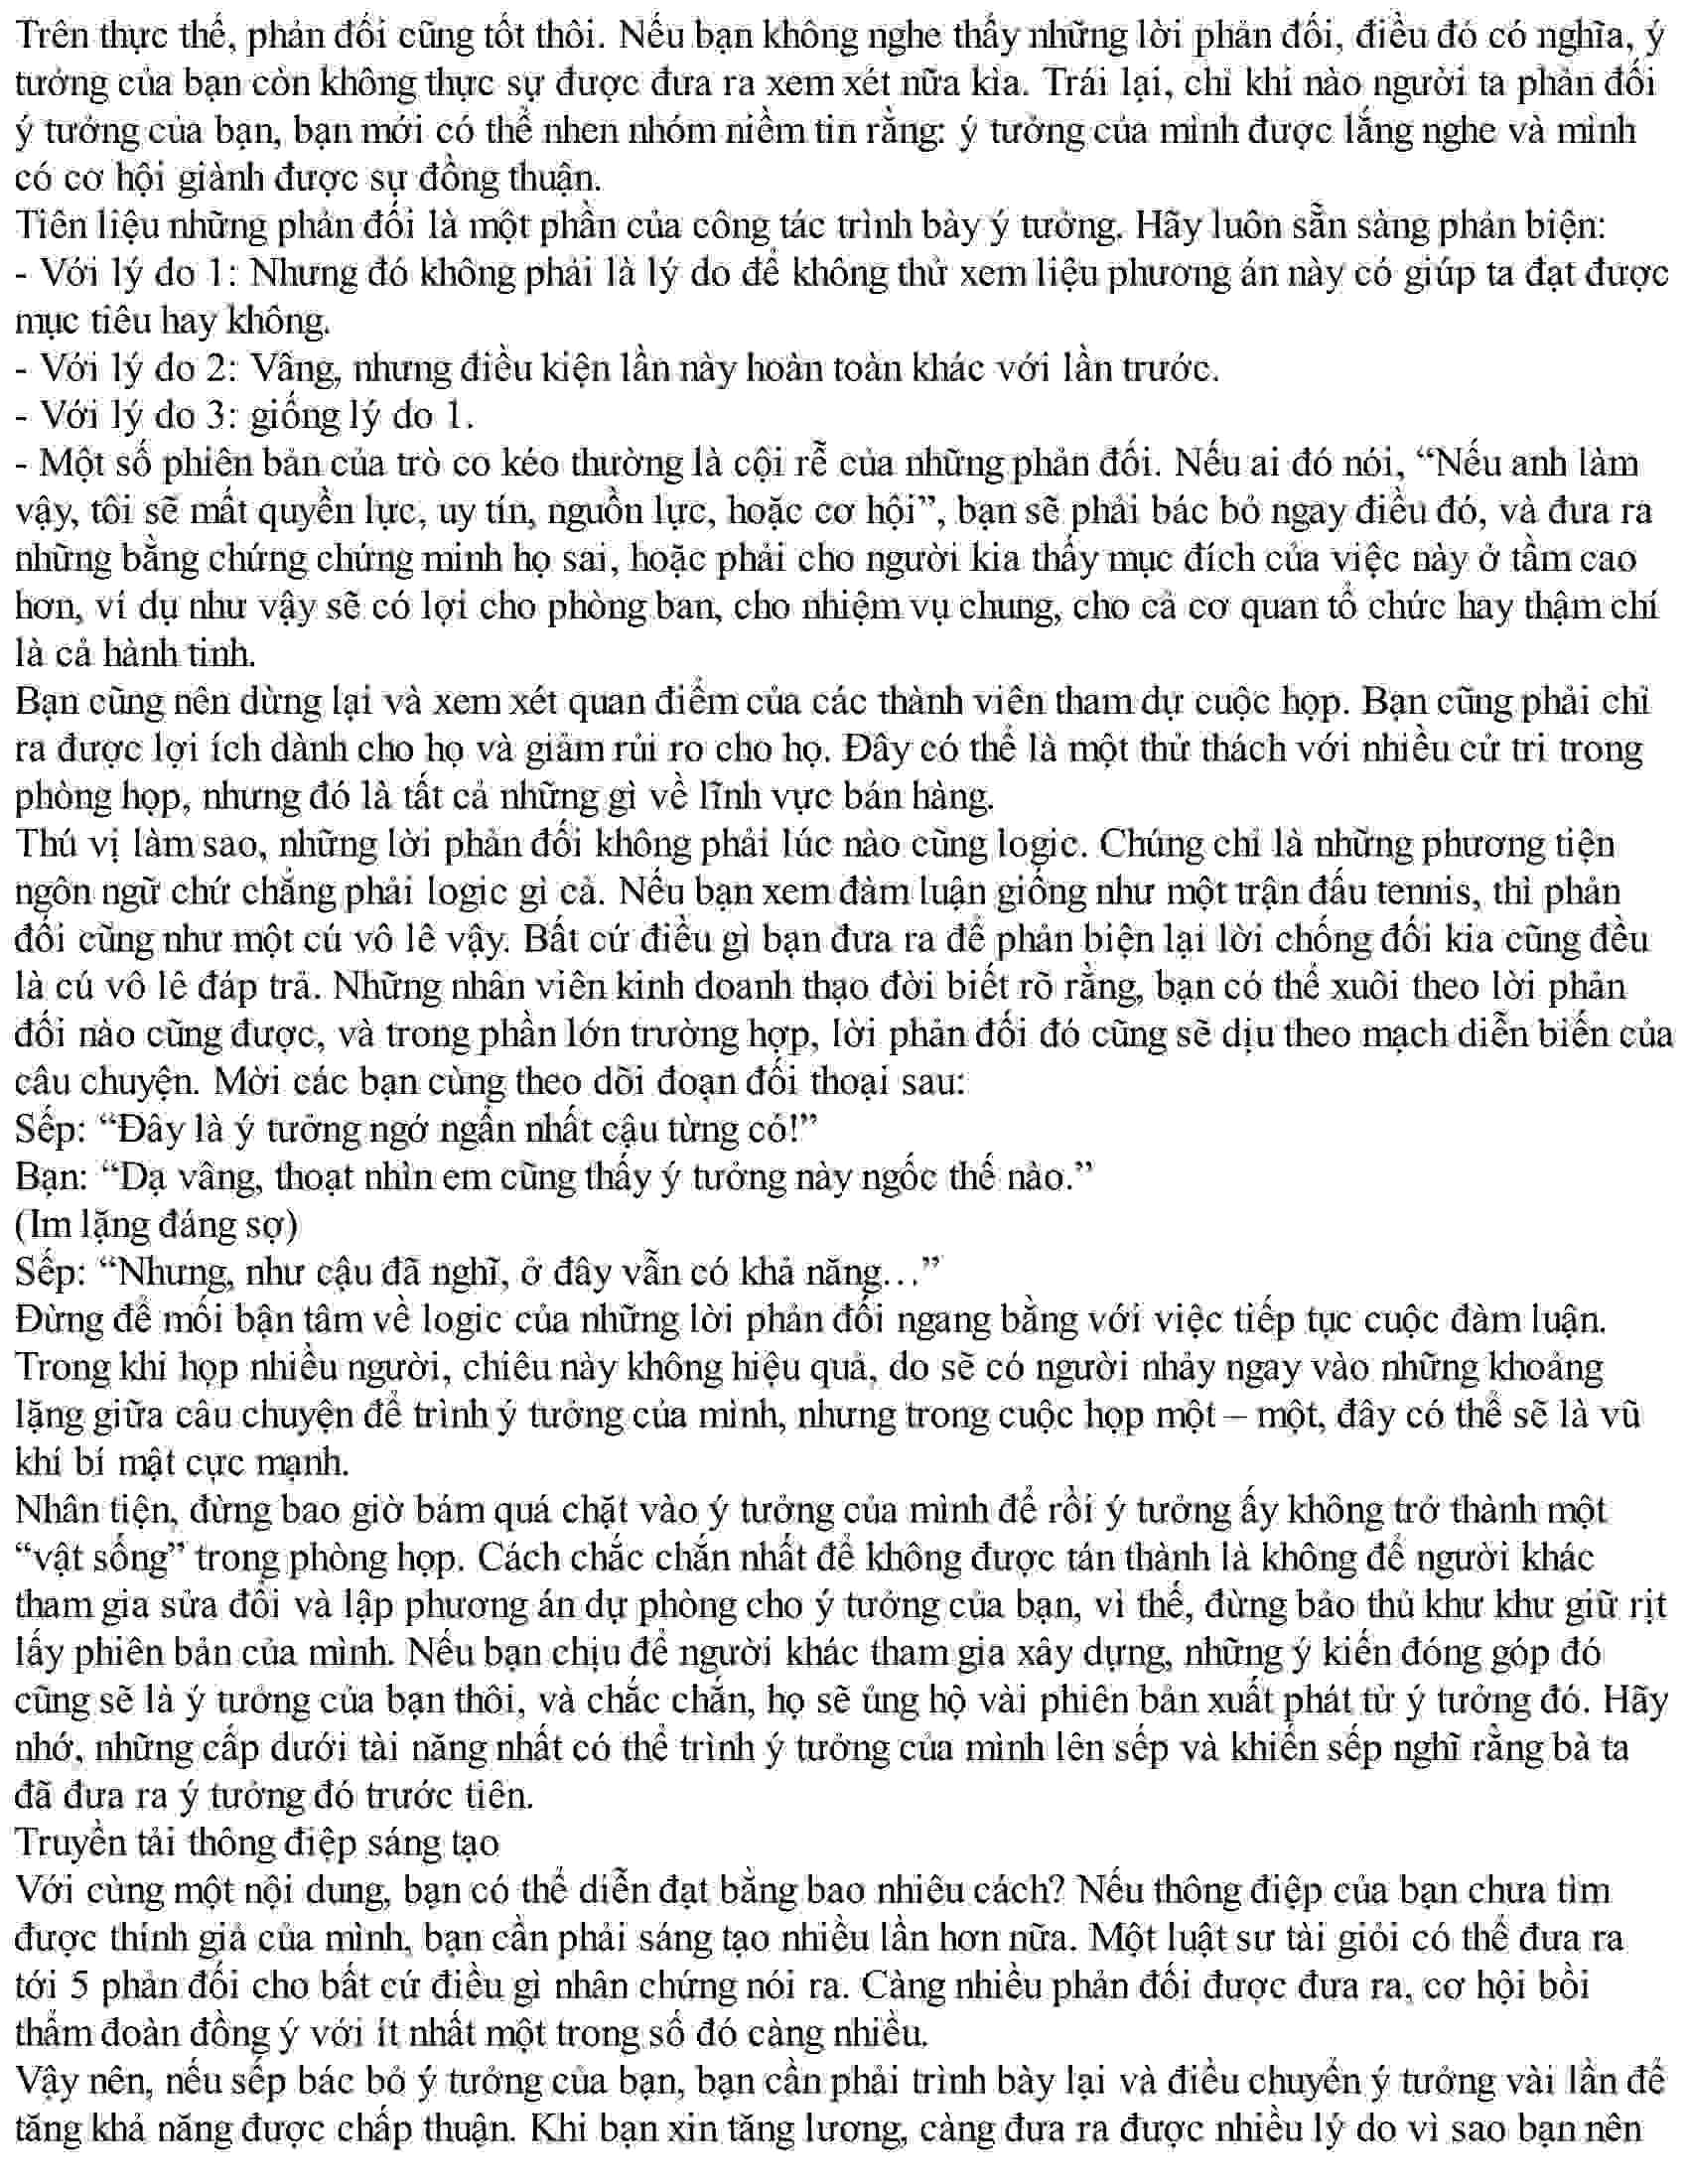 Trên thực thế, phản đối cũng tốt thôi. Nếu bạn không nghe thấy những lời phản đối, điều đó có nghĩa, ý
tưởng của bạn còn không thực sự được đưa ra xem xét nữa kìa. Trái lại, chỉ khi nào người ta phản đối
ý tưởng của bạn, bạn mới có thể nhen nhóm niềm tin rằng: ý tưởng của mình được lắng nghe và mình
có cơ hội giành được sự đồng thuận.
Tiên liệu những phản đối là một phần của công tác trình bày ý tưởng. Hãy luôn sẵn sàng phản biện:
- Với lý do 1: Nhưng đó không phải là lý do để không thử xem liệu phương án này có giúp ta đạt được
mục tiêu hay không.
- Với lý do 2: Vâng, nhưng điều kiện lần này hoàn toàn khác với lần trước.
- Với lý do 3: giống lý do 1.
- Một số phiên bản của trò co kéo thường là cội rễ của những phản đối. Nếu ai đó nói, “Nếu anh làm
vậy, tôi sẽ mất quyền lực, uy tín, nguồn lực, hoặc cơ hội”, bạn sẽ phải bác bỏ ngay điều đó, và đưa ra
những bằng chứng chứng minh họ sai, hoặc phải cho người kia thấy mục đích của việc này ở tầm cao
hơn, ví dụ như vậy sẽ có lợi cho phòng ban, cho nhiệm vụ chung, cho cả cơ quan tổ chức hay thậm chí
là cả hành tinh.
Bạn cũng nên dừng lại và xem xét quan điểm của các thành viên tham dự cuộc họp. Bạn cũng phải chỉ
ra được lợi ích dành cho họ và giảm rủi ro cho họ. Đây có thể là một thử thách với nhiều cử tri trong
phòng họp, nhưng đó là tất cả những gì về lĩnh vực bán hàng.
Thú vị làm sao, những lời phản đối không phải lúc nào cũng logic. Chúng chỉ là những phương tiện
ngôn ngữ chứ chẳng phải logic gì cả. Nếu bạn xem đàm luận giống như một trận đấu tennis, thì phản
đối cũng như một cú vô lê vậy. Bất cứ điều gì bạn đưa ra để phản biện lại lời chống đối kia cũng đều
là cú vô lê đáp trả. Những nhân viên kinh doanh thạo đời biết rõ rằng, bạn có thể xuôi theo lời phản
đối nào cũng được, và trong phần lớn trường hợp, lời phản đối đó cũng sẽ dịu theo mạch diễn biến của
câu chuyện. Mời các bạn cùng theo dõi đoạn đối thoại sau:
Sếp: “Đây là ý tưởng ngớ ngẩn nhất cậu từng có!”
Bạn: “Dạ vâng, thoạt nhìn em cũng thấy ý tưởng này ngốc thế nào.”
(Im lặng đáng sợ)
Sếp: “Nhưng, như cậu đã nghĩ, ở đây vẫn có khả năng…”
Đừng để mối bận tâm về logic của những lời phản đối ngang bằng với việc tiếp tục cuộc đàm luận.
Trong khi họp nhiều người, chiêu này không hiệu quả, do sẽ có người nhảy ngay vào những khoảng
lặng giữa câu chuyện để trình ý tưởng của mình, nhưng trong cuộc họp một – một, đây có thể sẽ là vũ
khí bí mật cực mạnh.
Nhân tiện, đừng bao giờ bám quá chặt vào ý tưởng của mình để rồi ý tưởng ấy không trở thành một
“vật sống” trong phòng họp. Cách chắc chắn nhất để không được tán thành là không để người khác
tham gia sửa đổi và lập phương án dự phòng cho ý tưởng của bạn, vì thế, đừng bảo thủ khư khư giữ rịt
lấy phiên bản của mình. Nếu bạn chịu để người khác tham gia xây dựng, những ý kiến đóng góp đó
cũng sẽ là ý tưởng của bạn thôi, và chắc chắn, họ sẽ ủng hộ vài phiên bản xuất phát từ ý tưởng đó. Hãy
nhớ, những cấp dưới tài năng nhất có thể trình ý tưởng của mình lên sếp và khiến sếp nghĩ rằng bà ta
đã đưa ra ý tưởng đó trước tiên.
Truyền tải thông điệp sáng tạo
Với cùng một nội dung, bạn có thể diễn đạt bằng bao nhiêu cách? Nếu thông điệp của bạn chưa tìm
được thính giả của mình, bạn cần phải sáng tạo nhiều lần hơn nữa. Một luật sư tài giỏi có thể đưa ra
tới 5 phản đối cho bất cứ điều gì nhân chứng nói ra. Càng nhiều phản đối được đưa ra, cơ hội bồi
thẩm đoàn đồng ý với ít nhất một trong số đó càng nhiều.
Vậy nên, nếu sếp bác bỏ ý tưởng của bạn, bạn cần phải trình bày lại và điều chuyển ý tưởng vài lần để
tăng khả năng được chấp thuận. Khi bạn xin tăng lương, càng đưa ra được nhiều lý do vì sao bạn nên